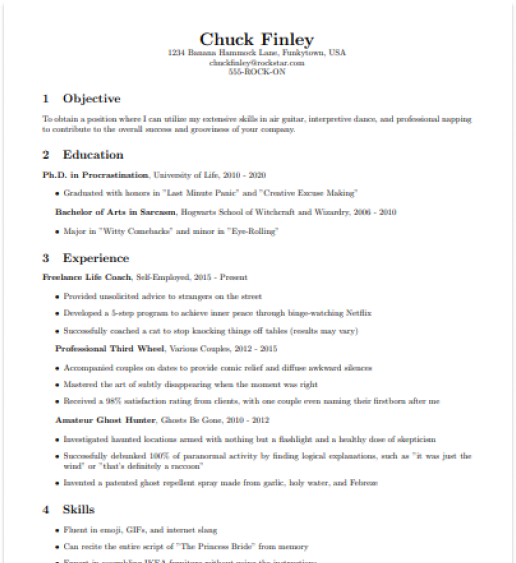 Chuck Finley
1234 Banana Hammock Lane, Funkytown, USA
chuckfinley@rockstar.com
555-ROCK-ON
1 Objective
To obtain a position where I can utilize my extensive skills in air guitar, interpretive dance, and professional napping
to contribute to the overall success and grooviness of your company.
2 Education
Ph.D. in Procrastination, University of Life, 2010 - 2020
• Graduated with honors in "Last Minute Panic" and "Creative Excuse Making"
Bachelor of Arts in Sarcasm, Hogwarts School of Witchcraft and Wizardry, 2006 - 2010
• Major in "Witty Comebacks" and minor in "Eye-Rolling"
3 Experience
Freelance Life Coach, Self-Employed, 2015 - Present
• Provided unsolicited advice to strangers on the street
• Developed a 5-step program to achieve inner peace through binge-watching Netflix
• Successfully coached a cat to stop knocking things off tables (results may vary)
Professional Third Wheel, Various Couples, 2012 - 2015
• Accompanied couples on dates to provide comic relief and diffuse awkward silences
• Mastered the art of subtly disappearing when the moment was right
• Received a 98% satisfaction rating from clients, with one couple even naming their firstborn after me
Amateur Ghost Hunter, Ghosts Be Gone, 2010 - 2012
• Investigated haunted locations armed with nothing but a flashlight and a healthy dose of skepticism
• Successfully debunked 100% of paranormal activity by finding logical explanations, such as "it was just the
wind" or "that's definitely a raccoon"
• Invented a patented ghost repellent spray made from garlic, holy water, and Febreze
4 Skills
• Fluent in emoji, GIFs, and internet slang
• Can recite the entire script of "The Princess Bride" from memory